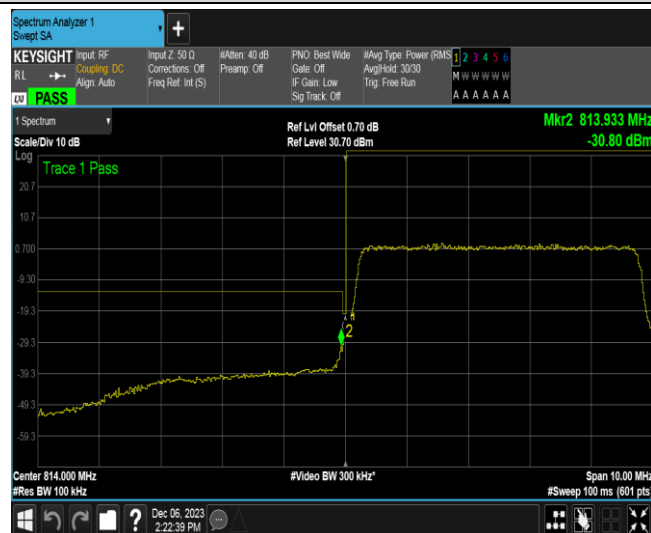 Spectrum Analyzer 1
Swept SA
+
KEYSIGHT
RL
LXI PASS
Input: RF
Coupling: DC
Align: Auto
Input Z: 50 Ω
Corrections: Off
Freq Ref: Int (S)
#Atten: 40 dB
Preamp: Off
PNO: Best Wide
Gate: Off
IF Gain: Low
Sig Track: Off
#Avg Type: Power (RMS
Avg|Hold: 30/30
Trig: Free Run
1 2 3 4 5 6
M W W W W W
A A A A A A
1 Spectrum
Scale/Div 10 dB
Ref Lvl Offset 0.70 dB
Ref Level 30.70 dBm
Mkr2 813.933 MHz
-30.80 dBm
Log
Trace 1 Pass
20.7
10.7
0.700
-9.30
-19.3
-29.3
-39.3
-49.3
-59.3
1
2
Center 814.000 MHz
#Res BW 100 kHz
#Video BW 300 kHz*
Span 10.00 MHz
#Sweep 100 ms (601 pts)
?
Dec 06, 2023
2:22:39 PM